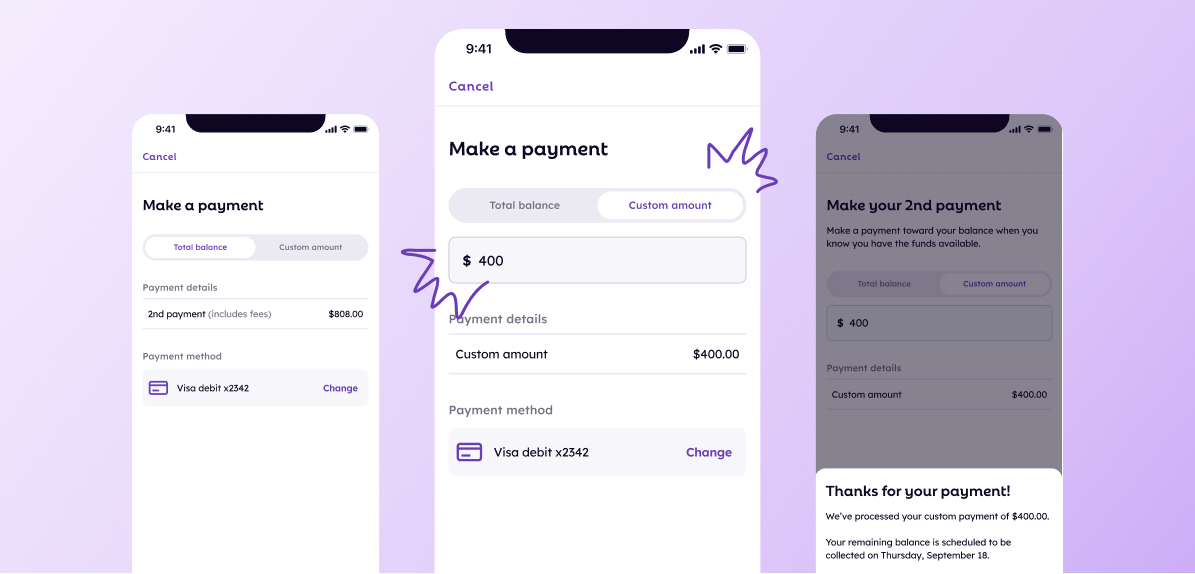 9:41
Cancel
Make a payment
Total balance Custom amount
Payment details
2nd payment (includes fees) $808.00
Payment method
Visa debit x2342 Change
9:41
Cancel
Make a payment
Total balance Custom amount
$ 400
Payment details
Custom amount $400.00
Payment method
Visa debit x2342 Change
9:41
Cancel
Make your 2nd payment
Make a payment toward your balance when you
know you have the funds available.
Total balance Custom amount
$ 400
Payment details
Custom amount $400.00
Thanks for your payment!
We've processed your custom payment of $400.00.
Your remaining balance is scheduled to be
collected on Thursday, September 18.